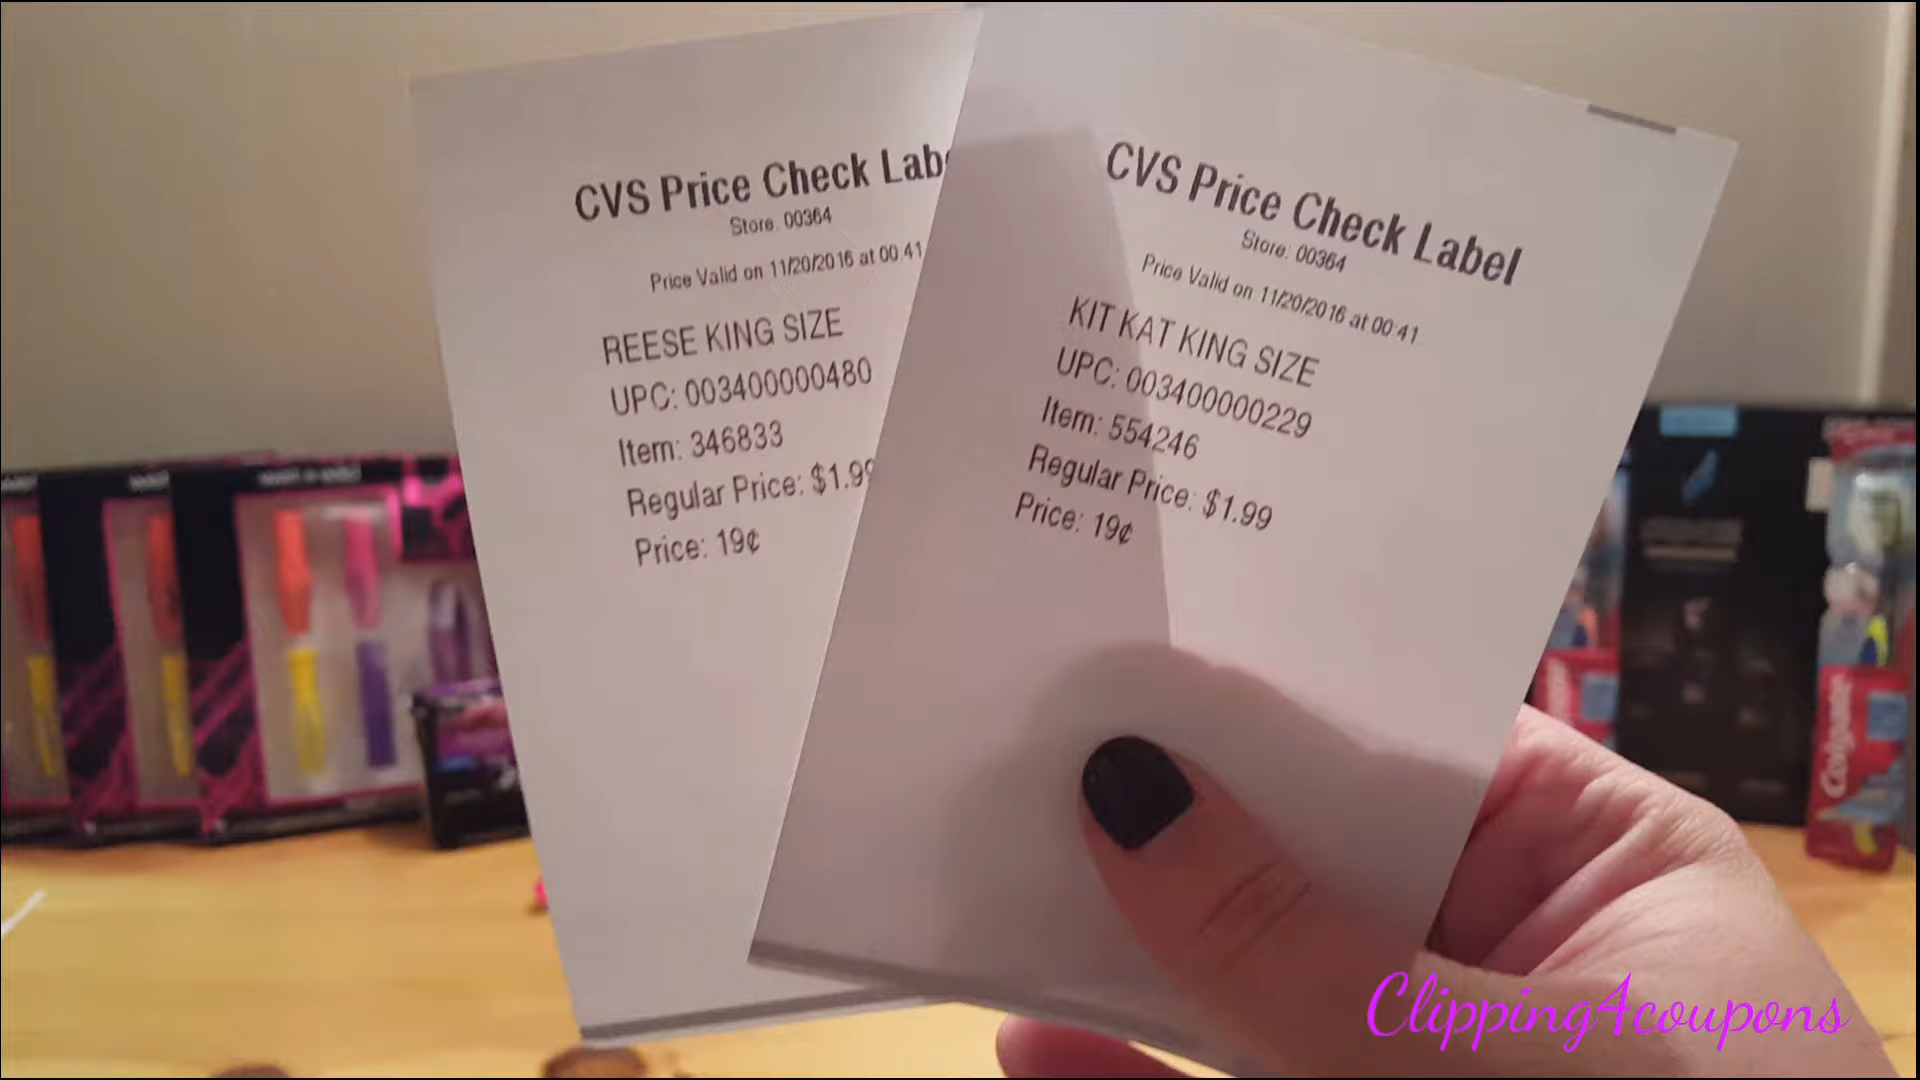 CVS Price Check Lab
Store: 00364
Price Valid on 11/20/2016 at 00:41
REESE KING SIZE
UPC: 003400000480
Item: 346833
Regular Price: $1.99
Price: 19¢
CVS Price Check Label
Store: 00364
Price Valid on 11/20/2016 at 00:41
KIT KAT KING SIZE
UPC: 003400000229
Item: 554246
Regular Price: $1.99
Price: 19¢
Colgate
Clipping4coupons